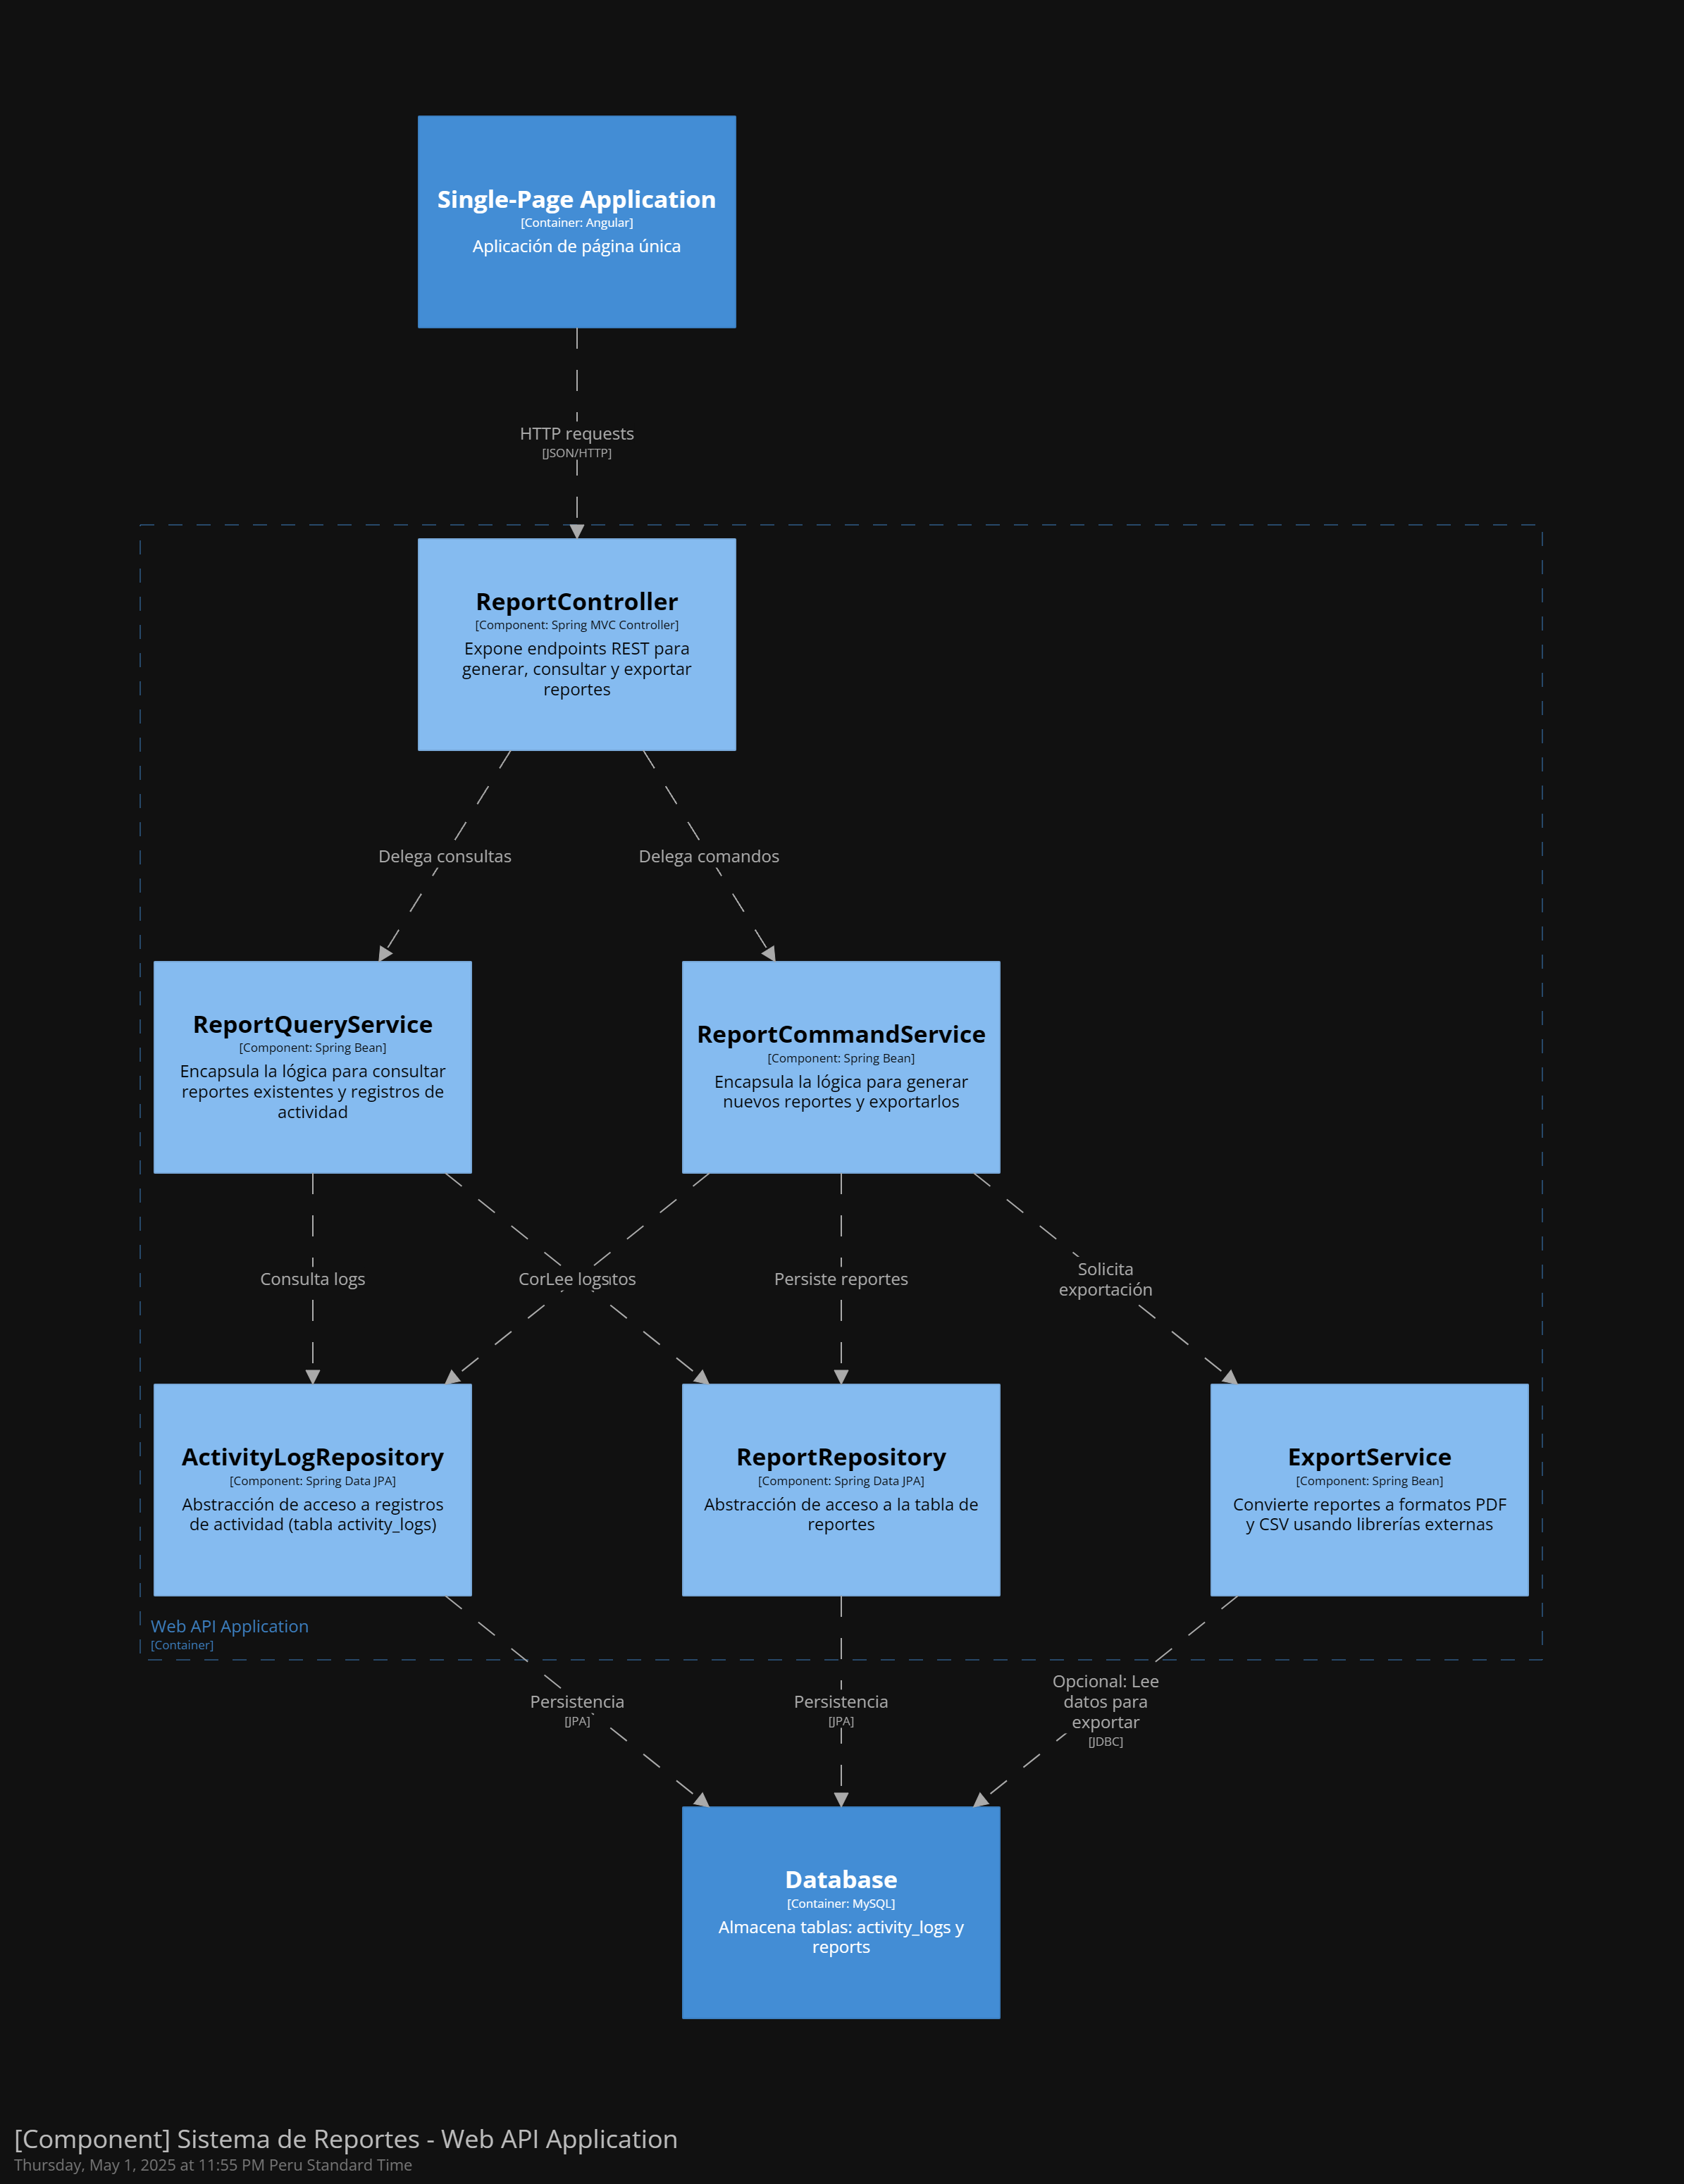 Single-Page Application
[Container: Angular]
Aplicación de página única
HTTP requests
[JSON/HTTP]
ReportController
[Component: Spring MVC Controller]
Expone endpoints REST para
generar, consultar y exportar
reportes
Delega consultas
Delega comandos
ReportQueryService
[Component: Spring Bean]
Encapsula la lógica para consultar
reportes existentes y registros de
actividad
ReportCommandService
[Component: Spring Bean]
Encapsula la lógica para generar
nuevos reportes y exportarlos
Consulta logs
Lee logs
Persiste reportes
Solicita
exportación
ActivityLogRepository
[Component: Spring Data JPA]
Abstracción de acceso a registros
de actividad (tabla activity_logs)
ReportRepository
[Component: Spring Data JPA]
Abstracción de acceso a la tabla de
reportes
ExportService
[Component: Spring Bean]
Convierte reportes a formatos PDF
y CSV usando librerías externas
Web API Application
[Container]
Persistencia
[JPA]
Persistencia
[JPA]
Opcional: Lee
datos para
exportar
[JDBC]
Database
[Container: MySQL]
Almacena tablas: activity_logs y
reports
[Component] Sistema de Reportes - Web API Application
Thursday, May 1, 2025 at 11:55 PM Peru Standard Time